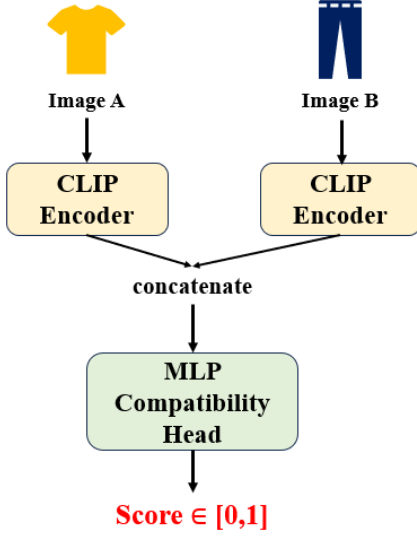 Image A
Image B
CLIP
Encoder
CLIP
Encoder
concatenate
MLP
Compatibility
Head
Score ∈ [0,1]